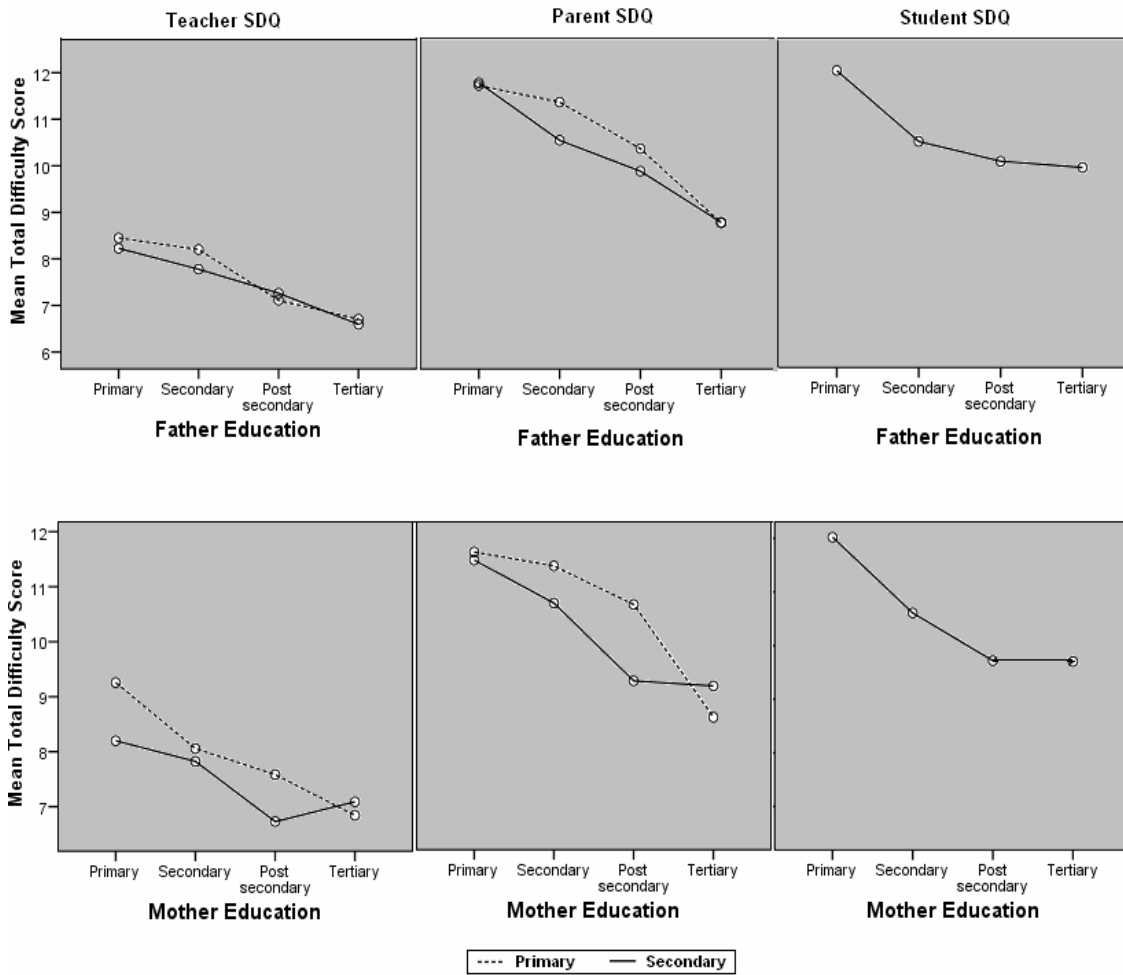 Teacher SDQ
Parent SDQ
Student SDQ
Mean Total Difficulty Score
12
11
10
9
8
7
6
Primary Secondary Post secondary Tertiary
Father Education
Primary Secondary Post secondary Tertiary
Father Education
Primary Secondary Post secondary Tertiary
Father Education
Mean Total Difficulty Score
12
11
10
9
8
7
Primary Secondary Post secondary Tertiary
Mother Education
Primary Secondary Post secondary Tertiary
Mother Education
Primary Secondary Post secondary Tertiary
Mother Education
Primary Secondary